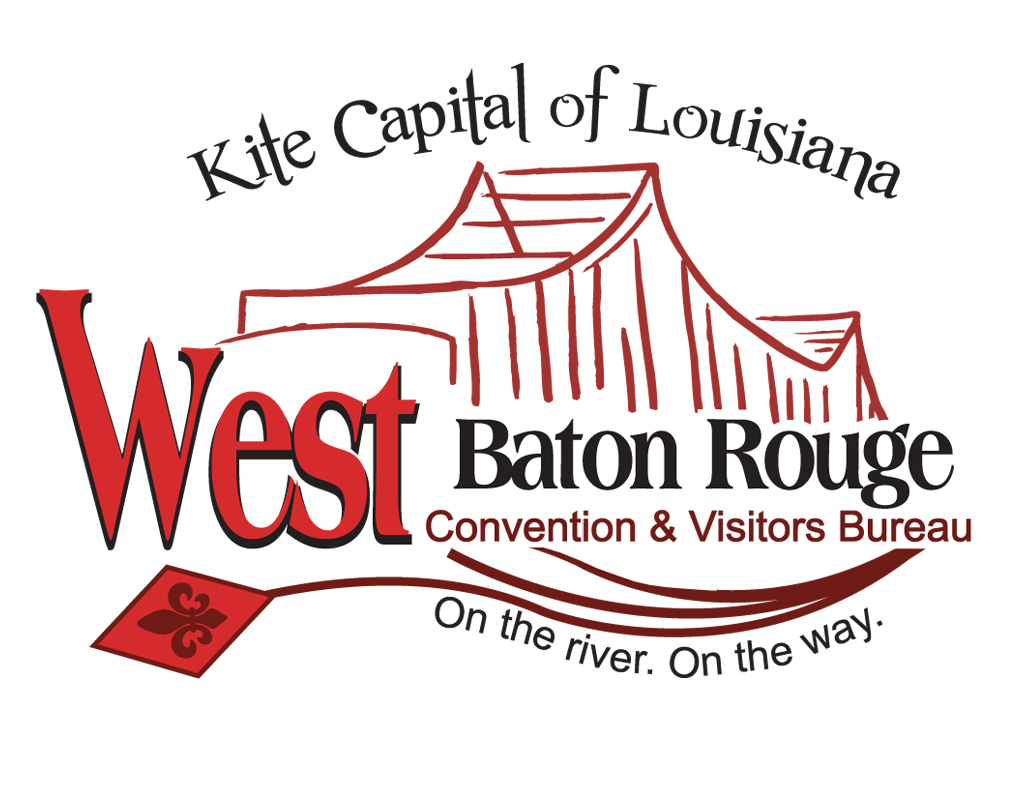 Kite Capital of Louisiana
West Baton Rouge
Convention & Visitors Bureau
On the river. On the way.